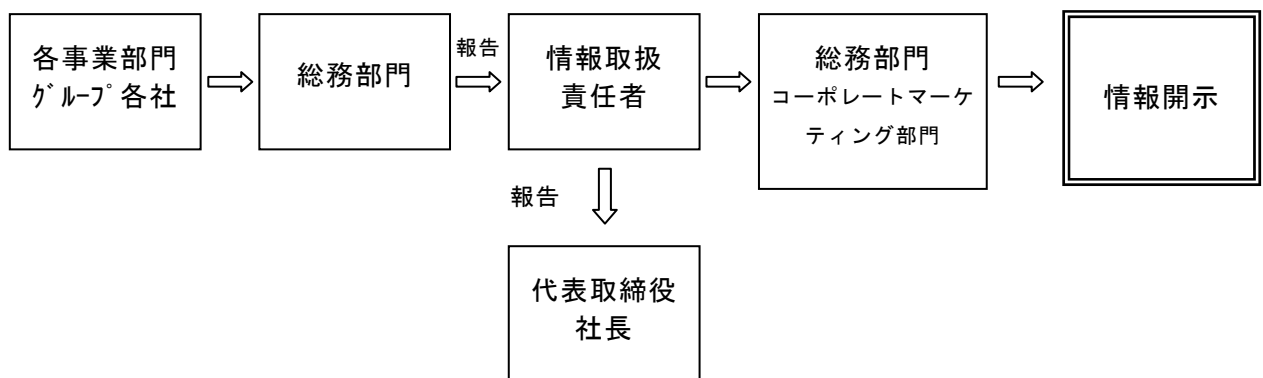 各事業部門
ｸﾞﾙｰﾌﾟ各社
総務部門
報告
情報取扱
責任者
総務部門
コーポレートマーケ
ティング部門
情報開示
報告
代表取締役
社長